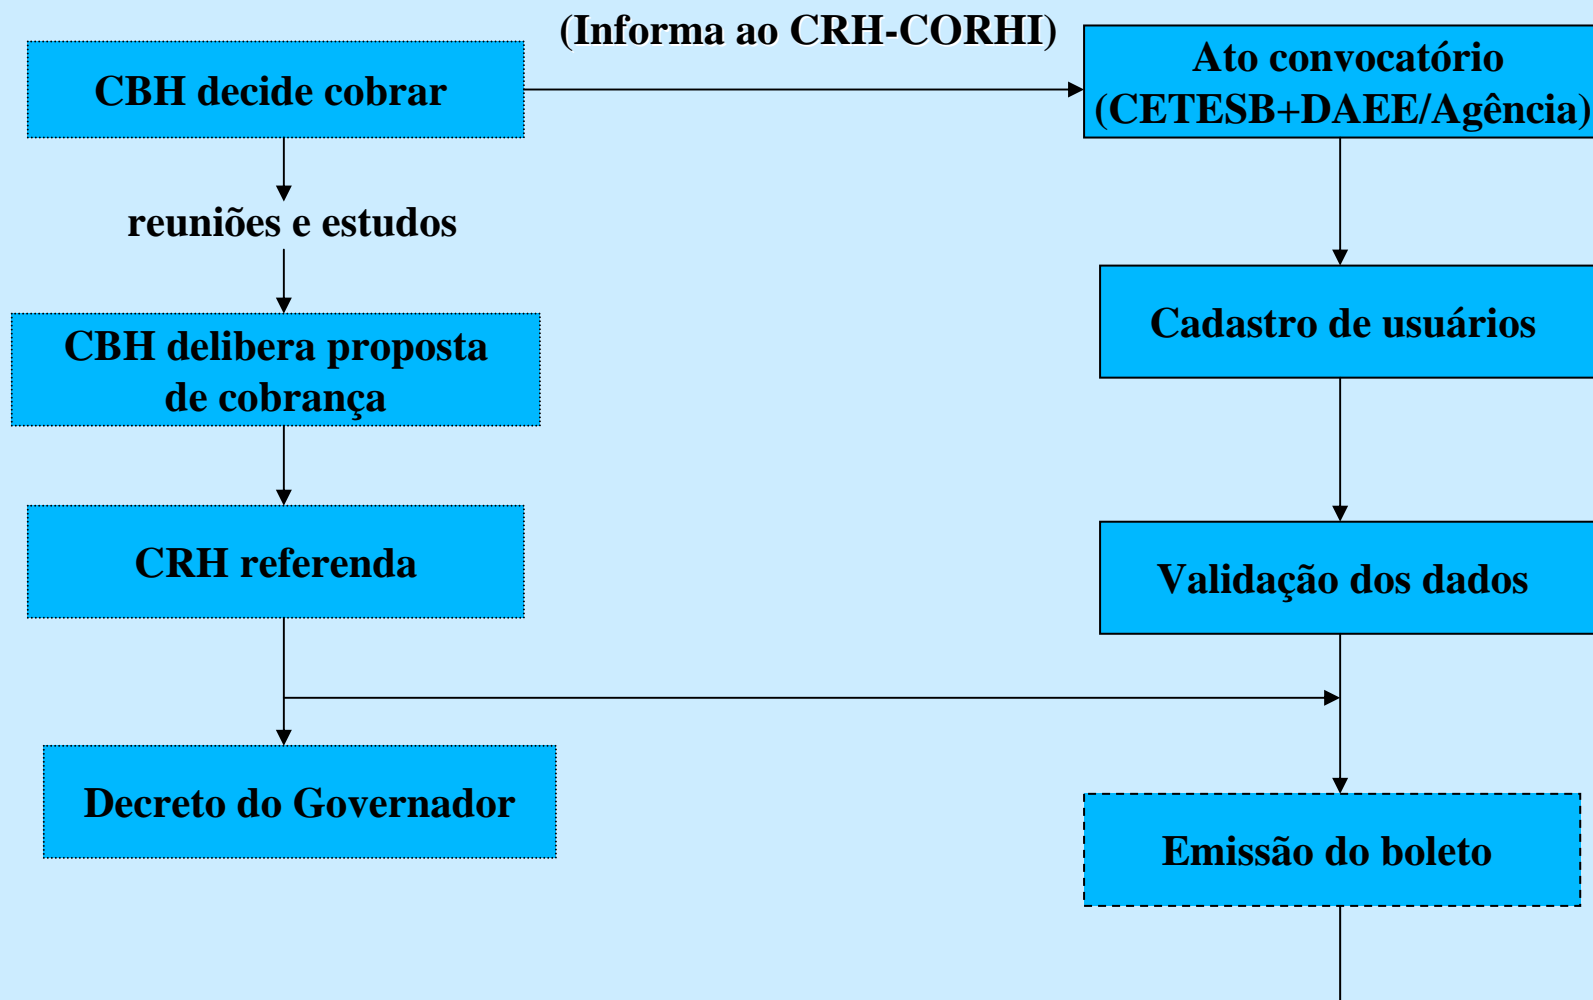 (Informa ao CRH-CORHI)
CBH decide cobrar
Ato convocatório
(CETESB+DAEE/Agência)
reuniões e estudos
Cadastro de usuários
CBH delibera proposta
de cobrança
CRH referenda
Validação dos dados
Decreto do Governador
Emissão do boleto